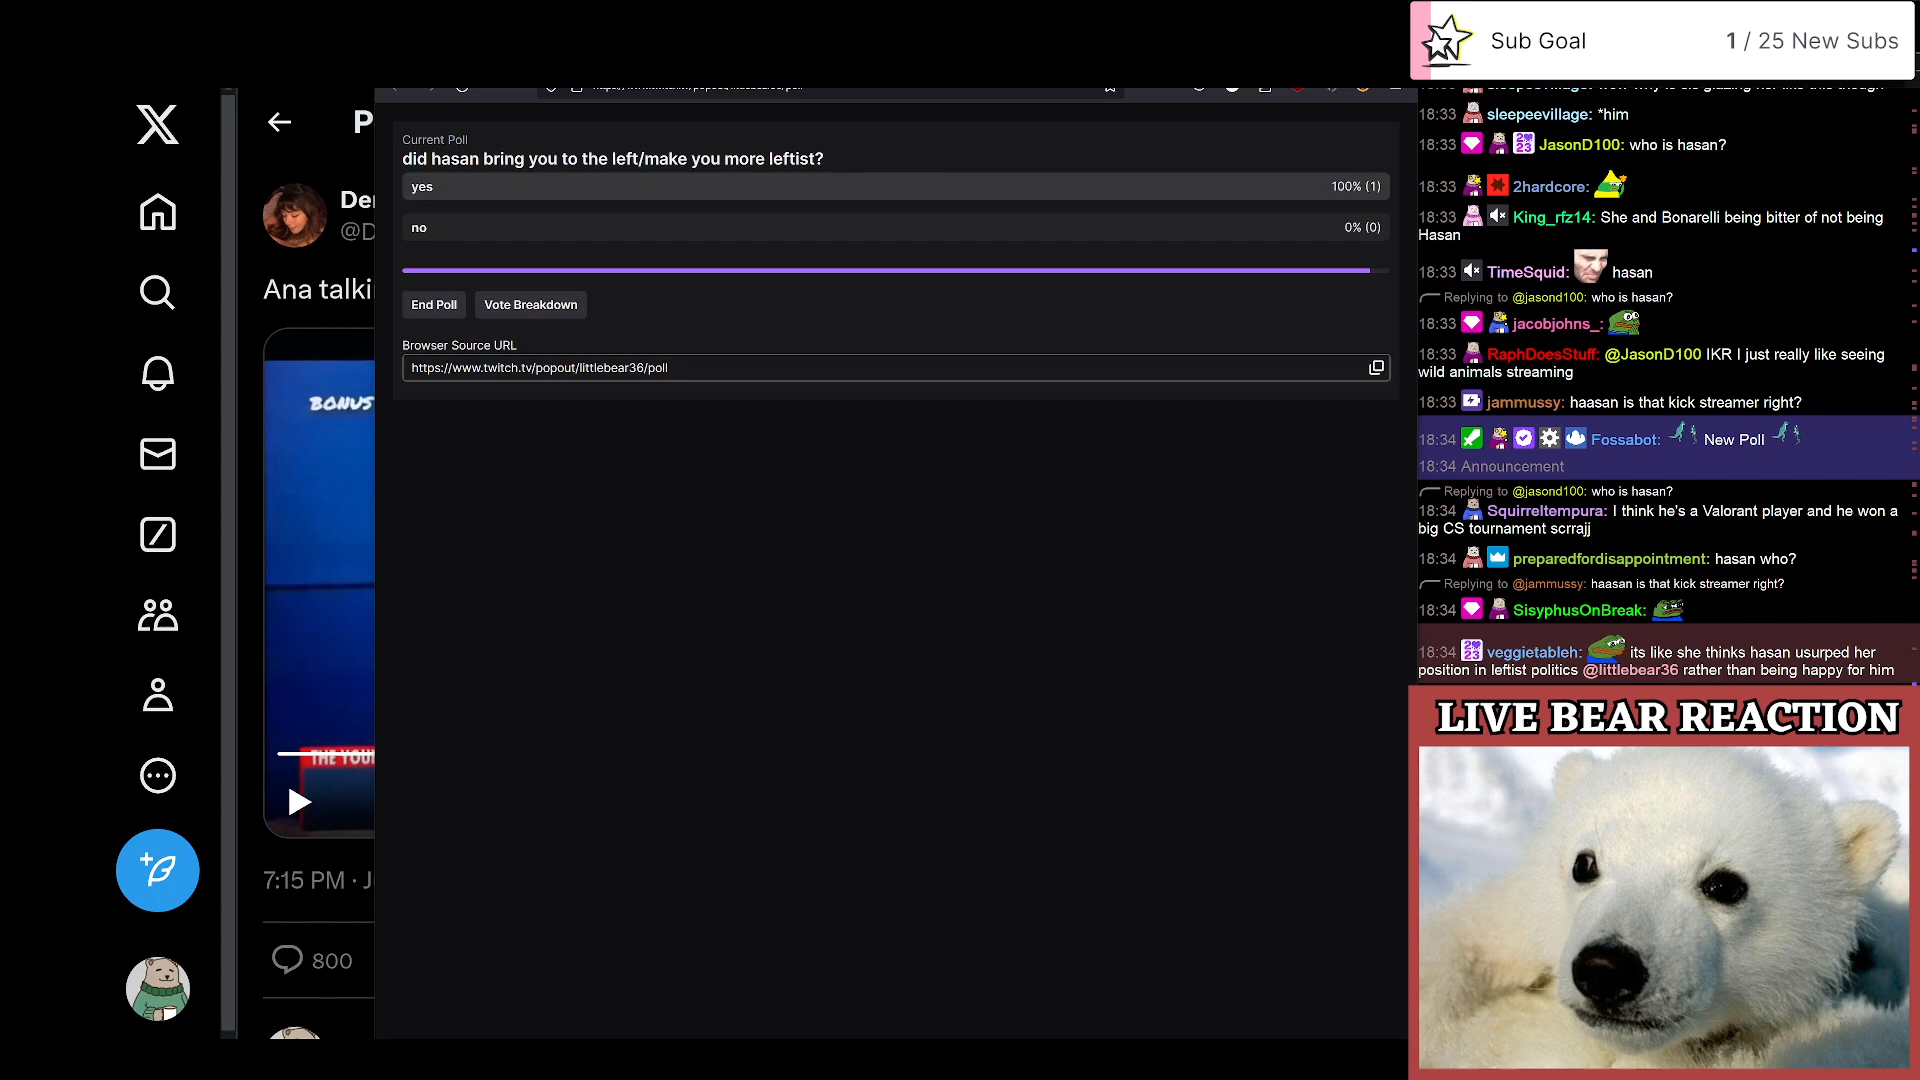 Sub Goal
1 / 25 New Subs
P
De
@D
Ana talki
BONUS
THE YOU
7:15 PM · J
800
Current Poll
did hasan bring you to the left/make you more leftist?
yes 100% (1)
no 0% (0)
End Poll
Vote Breakdown
Browser Source URL
https://www.twitch.tv/popout/littlebear36/poll
18:33 sleepeevillage: *him
18:33 JasonD100: who is hasan?
18:33 2hardcore:
18:33 King_rfz14: She and Bonarelli being bitter of not being
Hasan
18:33 TimeSquid: hasan
Replying to @jasond100: who is hasan?
18:33 jacobjohns_:
18:33 RaphDoesStuff: @JasonD100 IKR I just really like seeing
wild animals streaming
18:33 jammussy: haasan is that kick streamer right?
18:34 Fossabot: New Poll
18:34 Announcement
Replying to @jasond100: who is hasan?
18:34 Squirreltempura: I think he's a Valorant player and he won a
big CS tournament scrrajj
18:34 preparedfordisappointment: hasan who?
Replying to @jammussy: haasan is that kick streamer right?
18:34 SisyphusOnBreak:
18:34 veggietableh: its like she thinks hasan usurped her
position in leftist politics @littlebear36 rather than being happy for him
LIVE BEAR REACTION